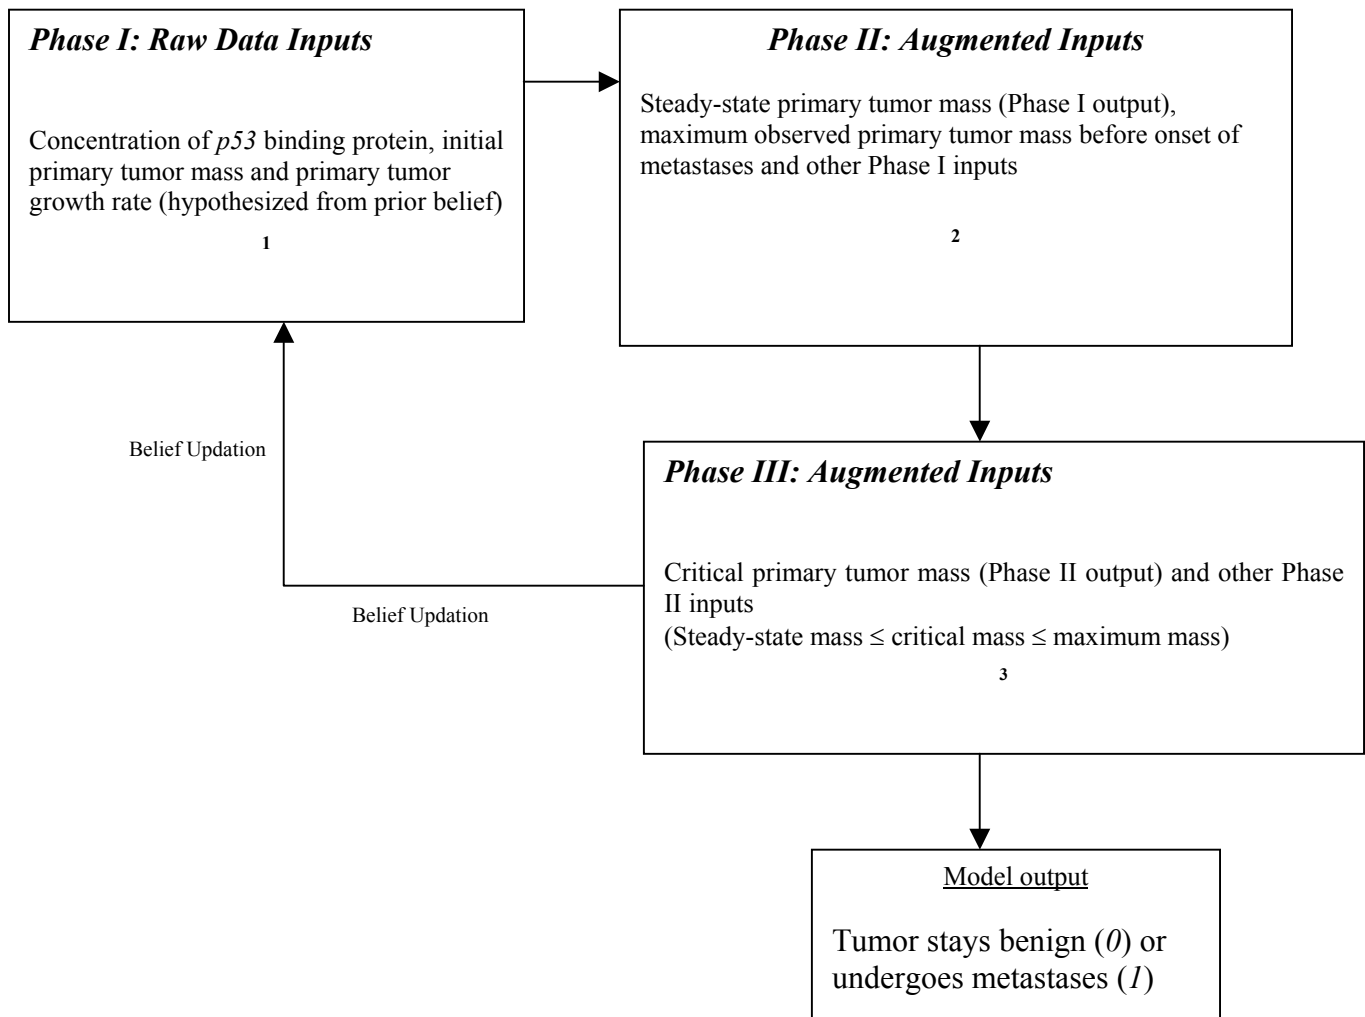 Phase I: Raw Data Inputs
Concentration of p53 binding protein, initial
primary tumor mass and primary tumor
growth rate (hypothesized from prior belief)
1
Phase II: Augmented Inputs
Steady-state primary tumor mass (Phase I output),
maximum observed primary tumor mass before onset of
metastases and other Phase I inputs
2
Belief Updation
Phase III: Augmented Inputs
Critical primary tumor mass (Phase II output) and other Phase
II inputs
(Steady-state mass ≤ critical mass ≤ maximum mass)
3
Belief Updation
Model output
Tumor stays benign (0) or
undergoes metastases (1)